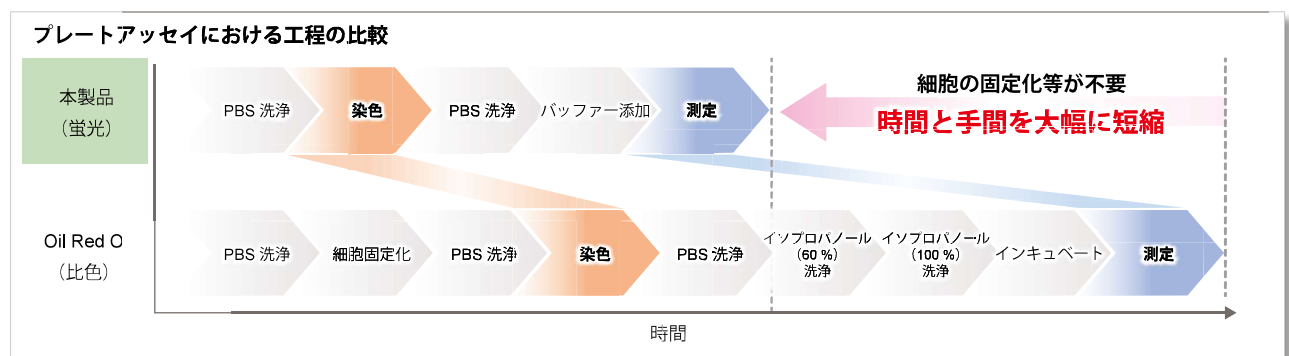 プレートアッセイにおける工程の比較
本製品
（蛍光）
PBS 洗浄
染色
PBS 洗浄
バッファー添加
測定
細胞の固定化等が不要
時間と手間を大幅に短縮
Oil Red O
（比色）
PBS 洗浄
細胞固定化
PBS 洗浄
染色
PBS 洗浄
イソプロパノール
(60 %)
洗浄
イソプロパノール
(100 %)
洗浄
インキュベート
測定
時間